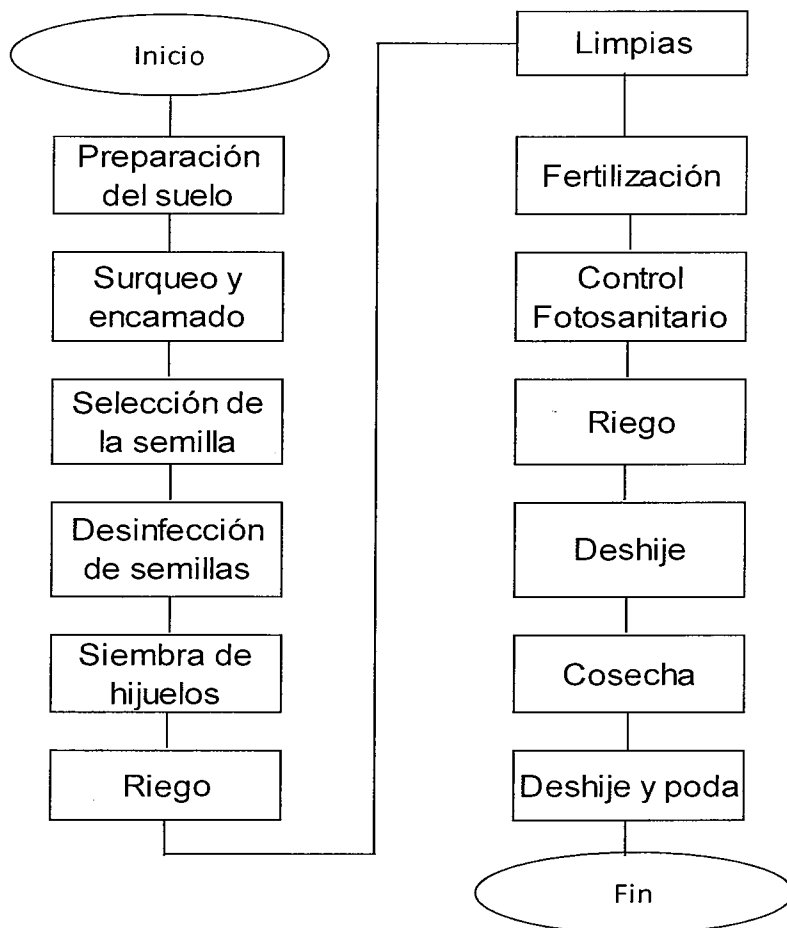 Inicio
Preparación
del suelo
Surqueo y
encamado
Selección de
la semilla
Desinfección
de semillas
Siembra de
hijuelos
Riego
Limpias
Fertilización
Control
Fotosanitario
Riego
Deshije
Cosecha
Deshije y poda
Fin